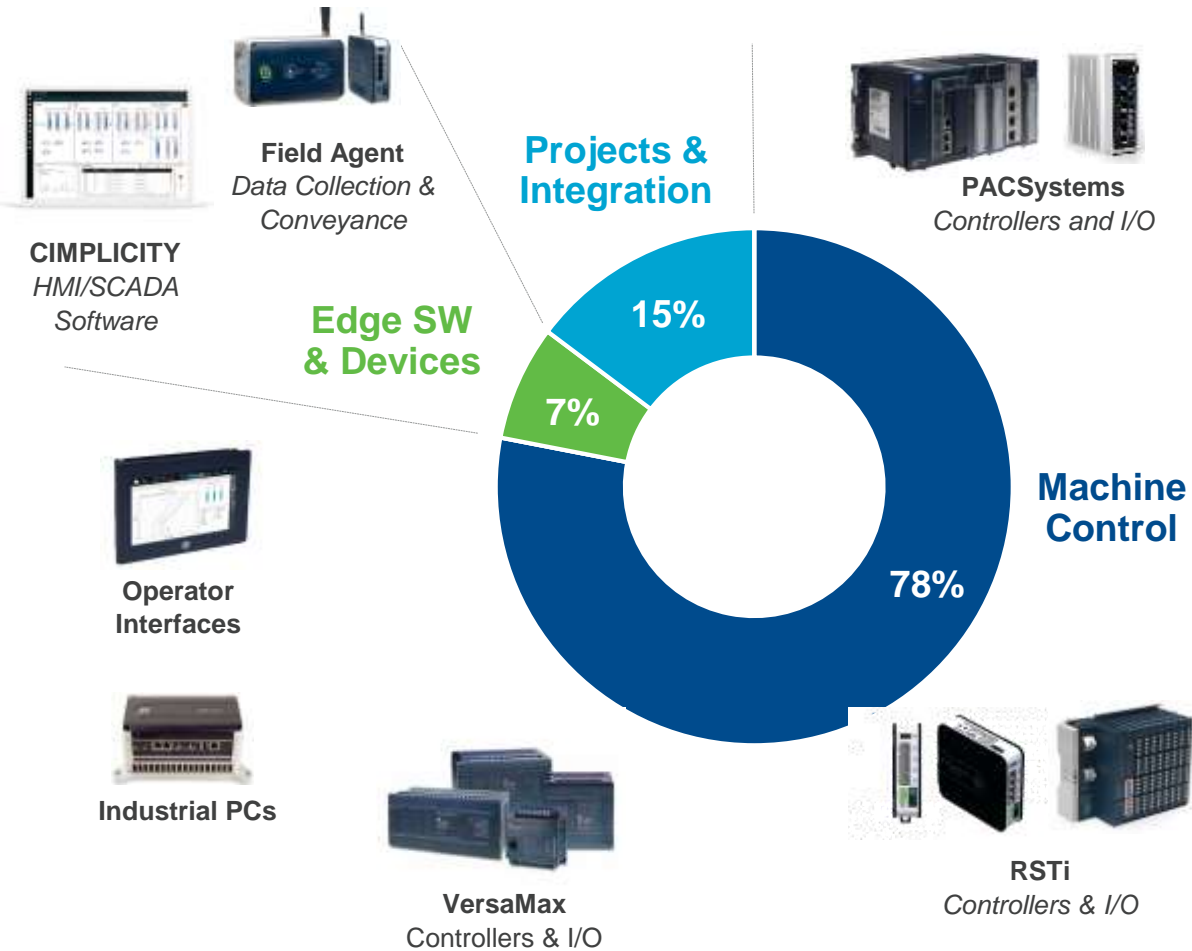 Field Agent
Data Collection &
Conveyance
CIMPLICITY
HMI/SCADA
Software
Projects &
Integration
15%
PACSystems
Controllers and I/O
Edge SW
& Devices
7%
Machine
Control
78%
Operator
Interfaces
Industrial PCs
VersaMax
Controllers & I/O
RSTi
Controllers & I/O